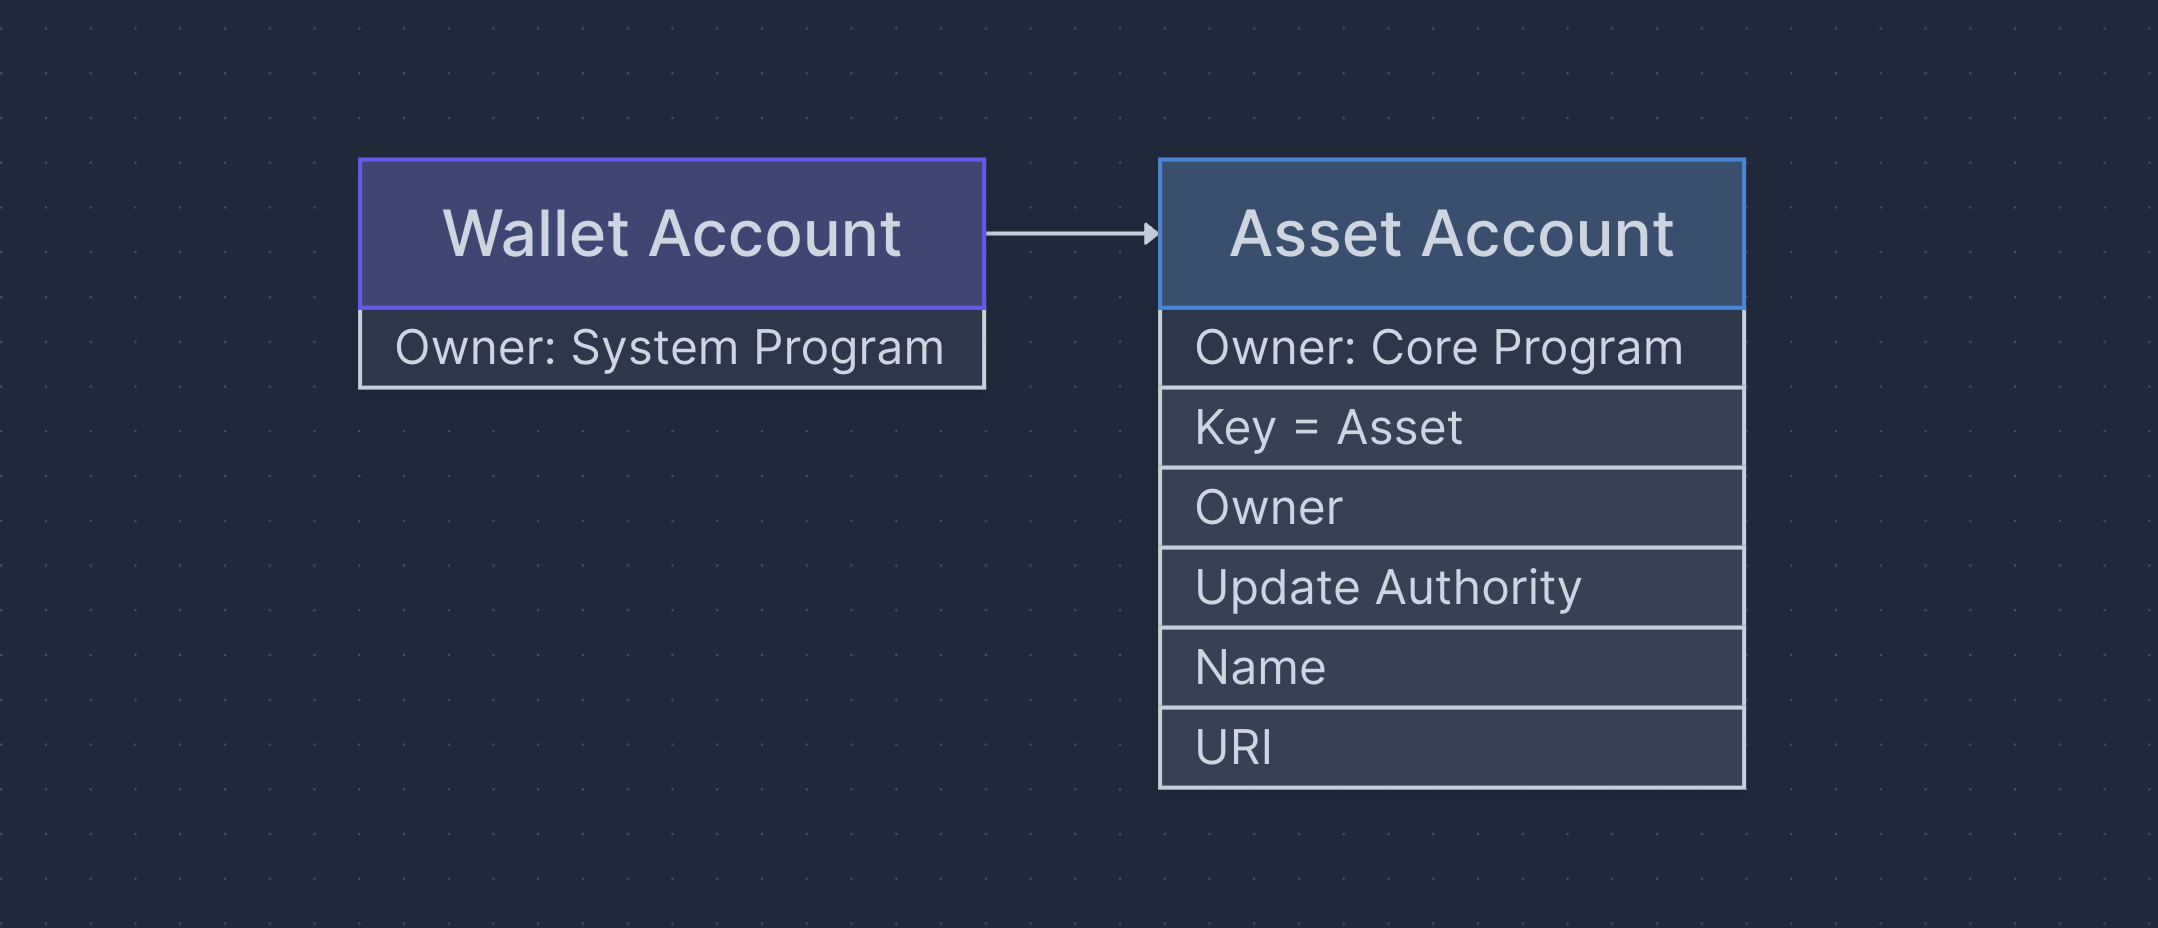 Wallet Account
Owner: System Program
Asset Account
Owner: Core Program
Key = Asset
Owner
Update Authority
Name
URI